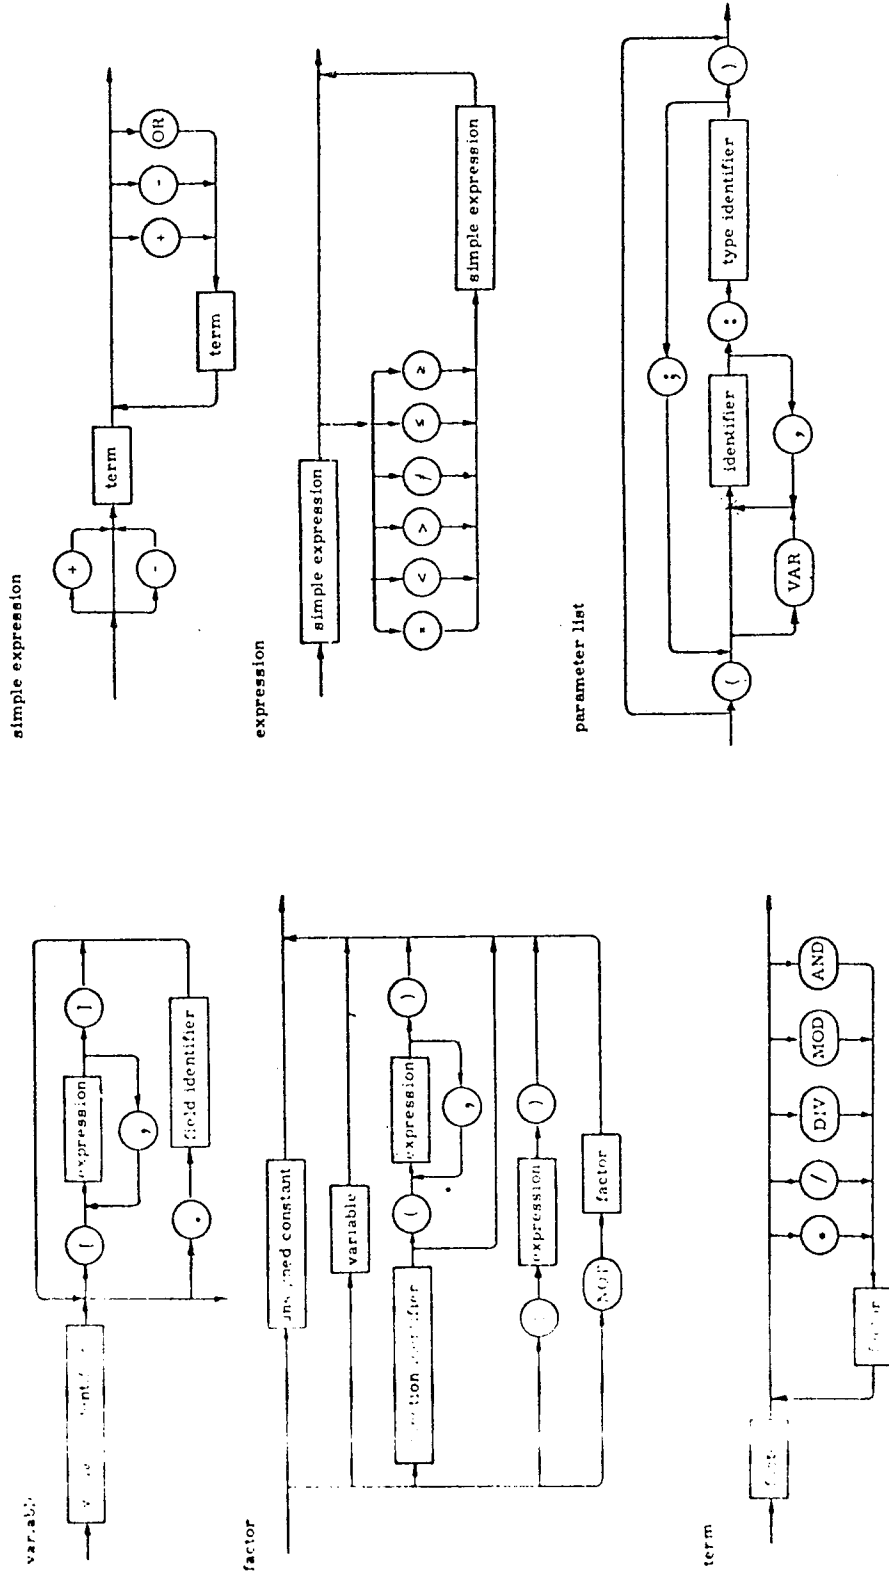 variable
[
expression
]
,
.
field identifier
factor
constant
variable
(
expression
)
,
expression
)
NOT
factor
term
/
DIV
MOD
AND
simple expression
+
-
term
+
-
OR
term
expression
simple expression
=
<
>
≤
≥
simple expression
parameter list
(
;
identifier
:
type identifier
)
,
VAR